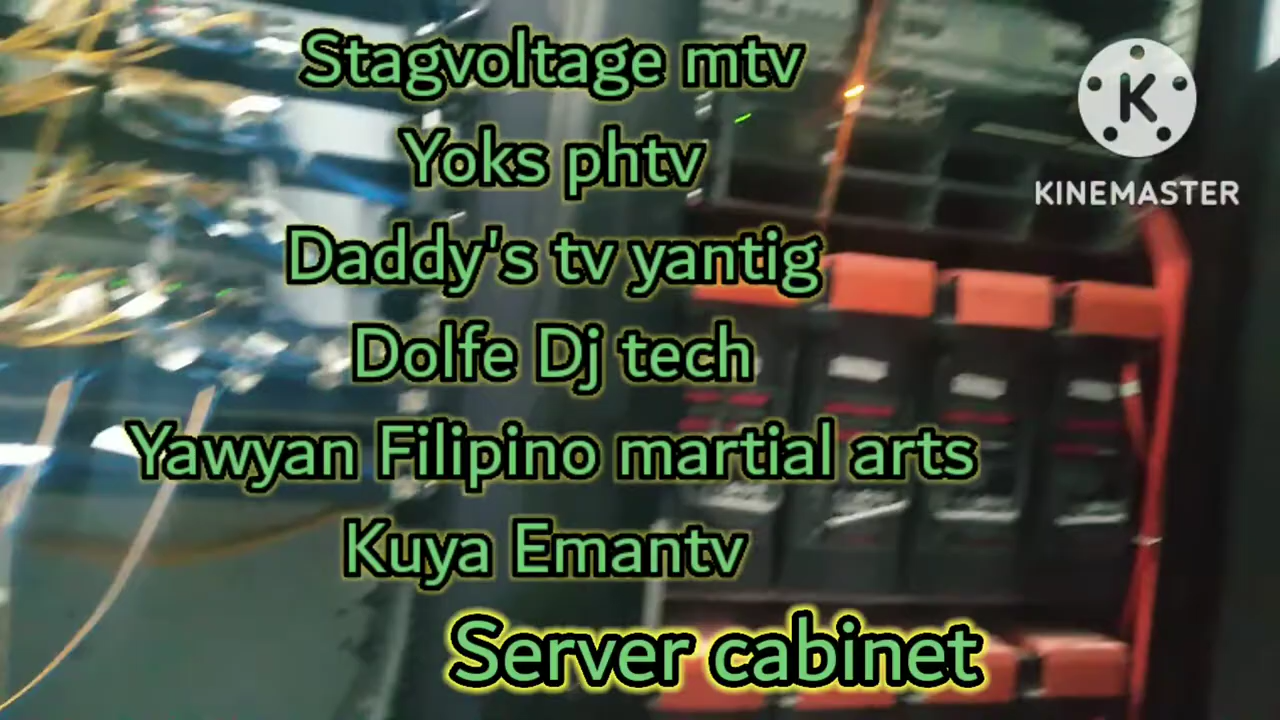 Stagvoltage mtv
Yoks phtv
Daddy's tv yantig
Dolfe Dj tech
Yawyan Filipino martial arts
Kuya Emantv
Server cabinet
K
KINEMASTER